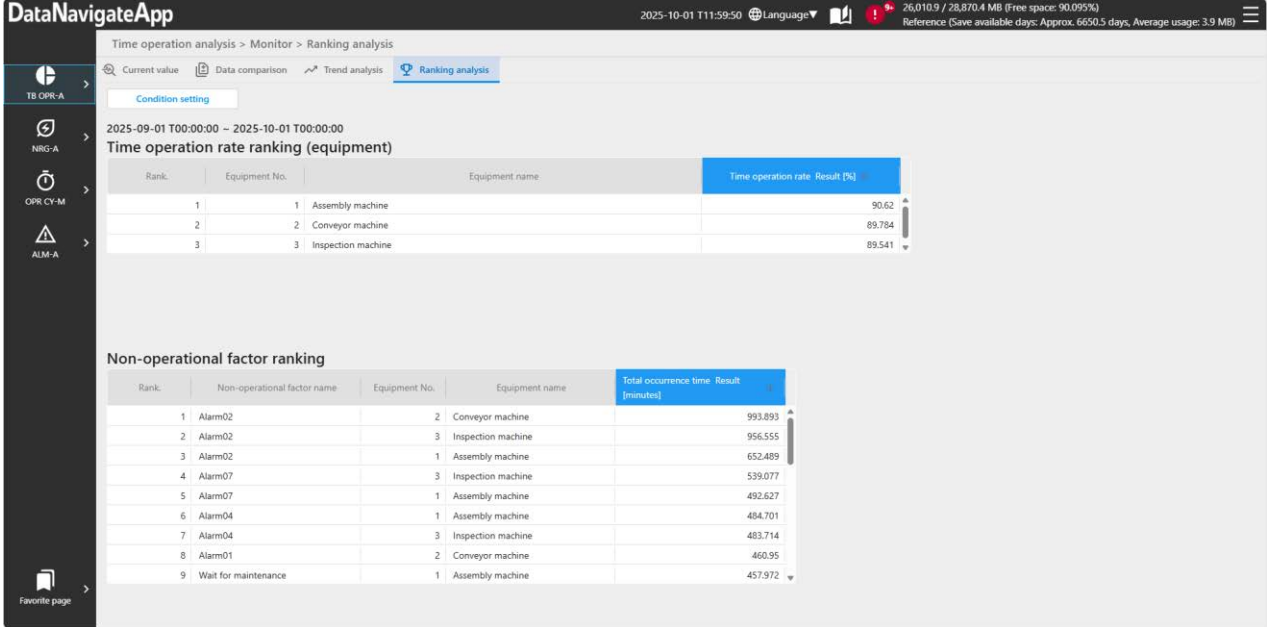 DataNavigateApp
2025-10-01 T11:59:50 Language▼ ! 9+ 26,010.9 / 28,870.4 MB (Free space: 90.095%)
Reference (Save available days: Approx. 6650.5 days, Average usage: 3.9 MB)
Time operation analysis > Monitor > Ranking analysis
Current value Data comparison Trend analysis Ranking analysis
TB OPR-A
NRG-A
OPR CY-M
ALM-A
Favorite page
Condition setting
2025-09-01 T00:00:00 ~ 2025-10-01 T00:00:00
Time operation rate ranking (equipment)
Rank. Equipment No. Equipment name Time operation rate Result [%]
1 1 Assembly machine 90.62
2 2 Conveyor machine 89.784
3 3 Inspection machine 89.541
Non-operational factor ranking
Rank. Non-operational factor name Equipment No. Equipment name Total occurrence time Result
[minutes]
1 Alarm02 2 Conveyor machine 993.893
2 Alarm02 3 Inspection machine 956.555
3 Alarm02 1 Assembly machine 652.489
4 Alarm07 3 Inspection machine 539.077
5 Alarm07 1 Assembly machine 492.627
6 Alarm04 1 Assembly machine 484.701
7 Alarm04 3 Inspection machine 483.714
8 Alarm01 2 Conveyor machine 460.95
9 Wait for maintenance 1 Assembly machine 457.972